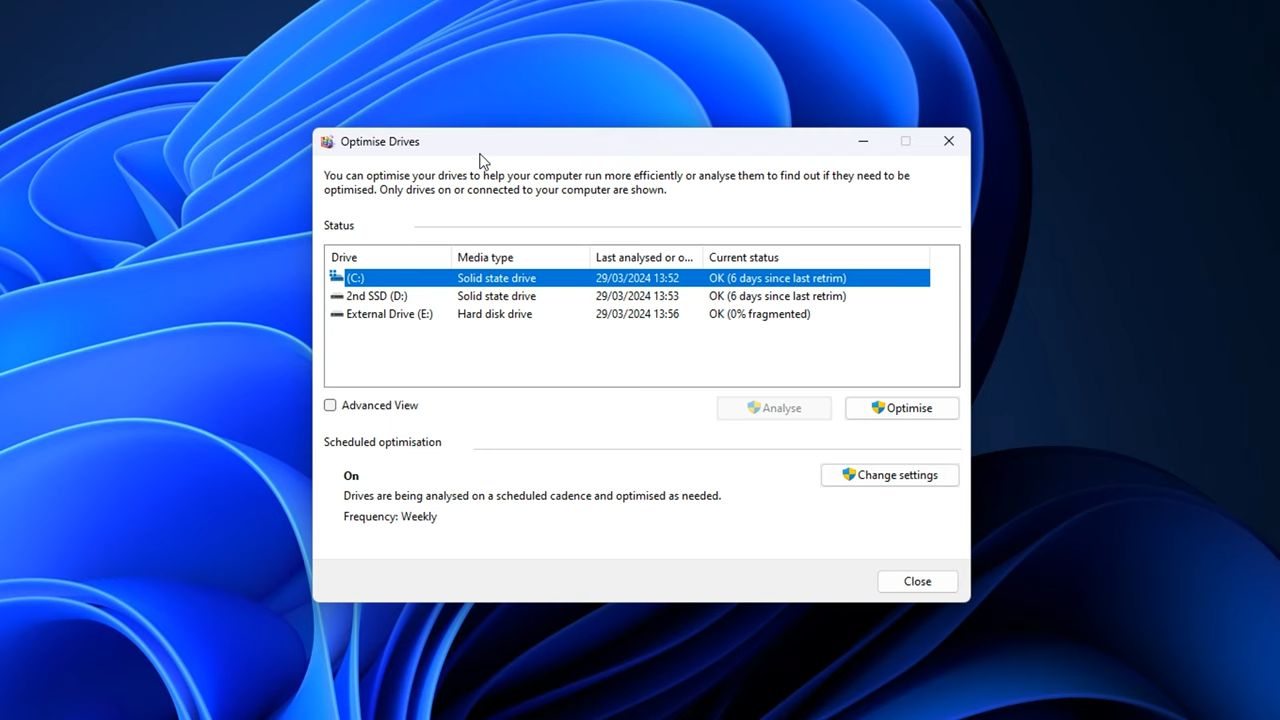 Optimise Drives
You can optimise your drives to help your computer run more efficiently or analyse them to find out if they need to be
optimised. Only drives on or connected to your computer are shown.
Status
Drive Media type Last analysed or o... Current status
(C:) Solid state drive 29/03/2024 13:52 OK (6 days since last retrim)
2nd SSD (D:) Solid state drive 29/03/2024 13:53 OK (6 days since last retrim)
External Drive (E:) Hard disk drive 29/03/2024 13:56 OK (0% fragmented)
Advanced View Analyse Optimise
Scheduled optimisation
On Change settings
Drives are being analysed on a scheduled cadence and optimised as needed.
Frequency: Weekly
Close